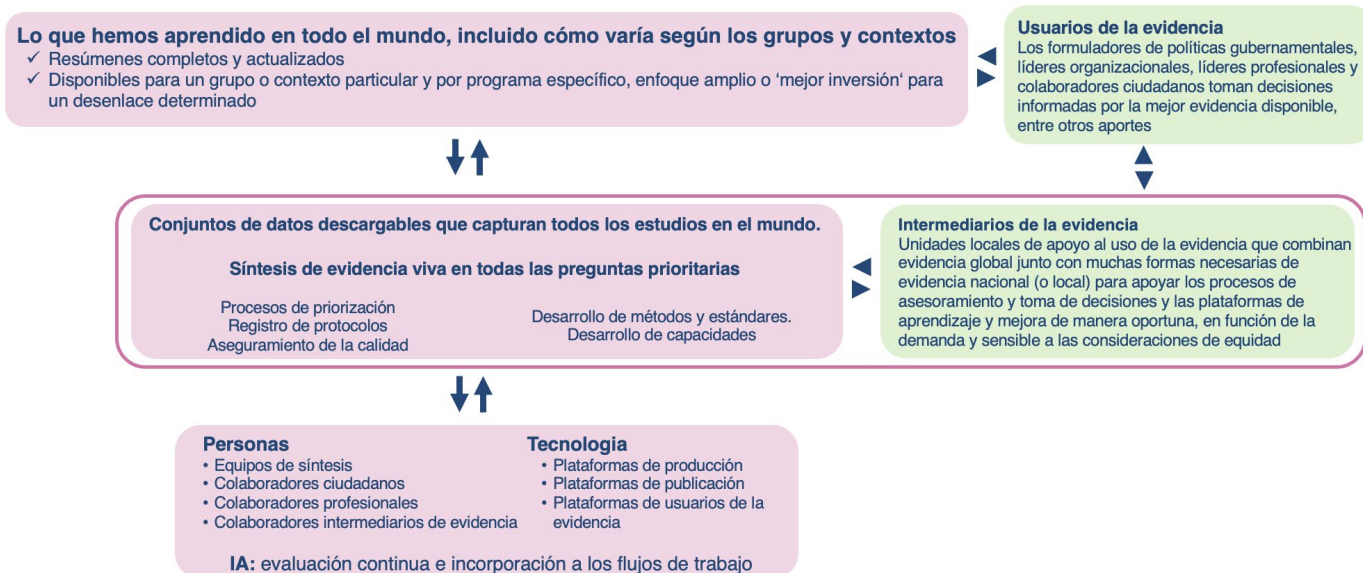 Lo que hemos aprendido en todo el mundo, incluido cómo varía según los grupos y contextos
✓ Resúmenes completos y actualizados
✓ Disponibles para un grupo o contexto particular y por programa específico, enfoque amplio o ‘mejor inversión‘ para
un desenlace determinado
Usuarios de la evidencia
Los formuladores de políticas gubernamentales,
líderes organizacionales, líderes profesionales y
colaboradores ciudadanos toman decisiones
informadas por la mejor evidencia disponible,
entre otros aportes
Conjuntos de datos descargables que capturan todos los estudios en el mundo.
Síntesis de evidencia viva en todas las preguntas prioritarias
Procesos de priorización
Registro de protocolos
Aseguramiento de la calidad
Desarrollo de métodos y estándares.
Desarrollo de capacidades
Intermediarios de la evidencia
Unidades locales de apoyo al uso de la evidencia que combinan
evidencia global junto con muchas formas necesarias de
evidencia nacional (o local) para apoyar los procesos de
asesoramiento y toma de decisiones y las plataformas de
aprendizaje y mejora de manera oportuna, en función de la
demanda y sensible a las consideraciones de equidad
Personas
• Equipos de síntesis
• Colaboradores ciudadanos
• Colaboradores profesionales
• Colaboradores intermediarios de evidencia
Tecnologia
• Plataformas de producción
• Plataformas de publicación
• Plataformas de usuarios de la
evidencia
IA: evaluación continua e incorporación a los flujos de trabajo